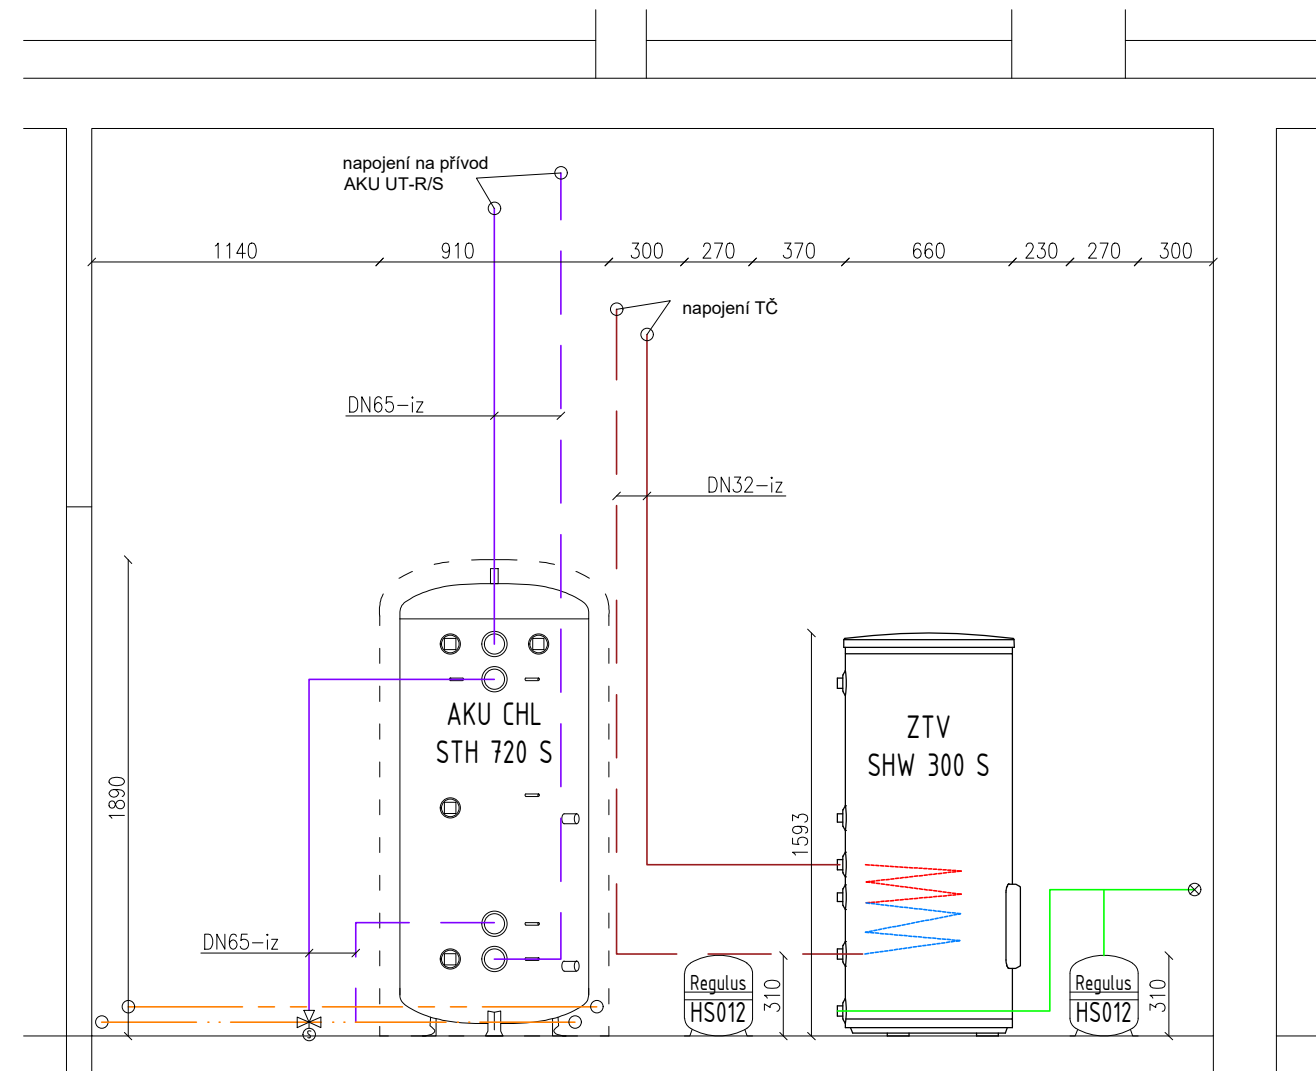 napojení na přívod
AKU UT-R/S
1140
910
300
270
370
660
230
270
300
napojení TČ
DN65-iz
DN32-iz
AKU CHL
STH 720 S
ZTV
SHW 300 S
1890
1593
DN65-iz
Regulus
HS012
310
Regulus
HS012
310
S